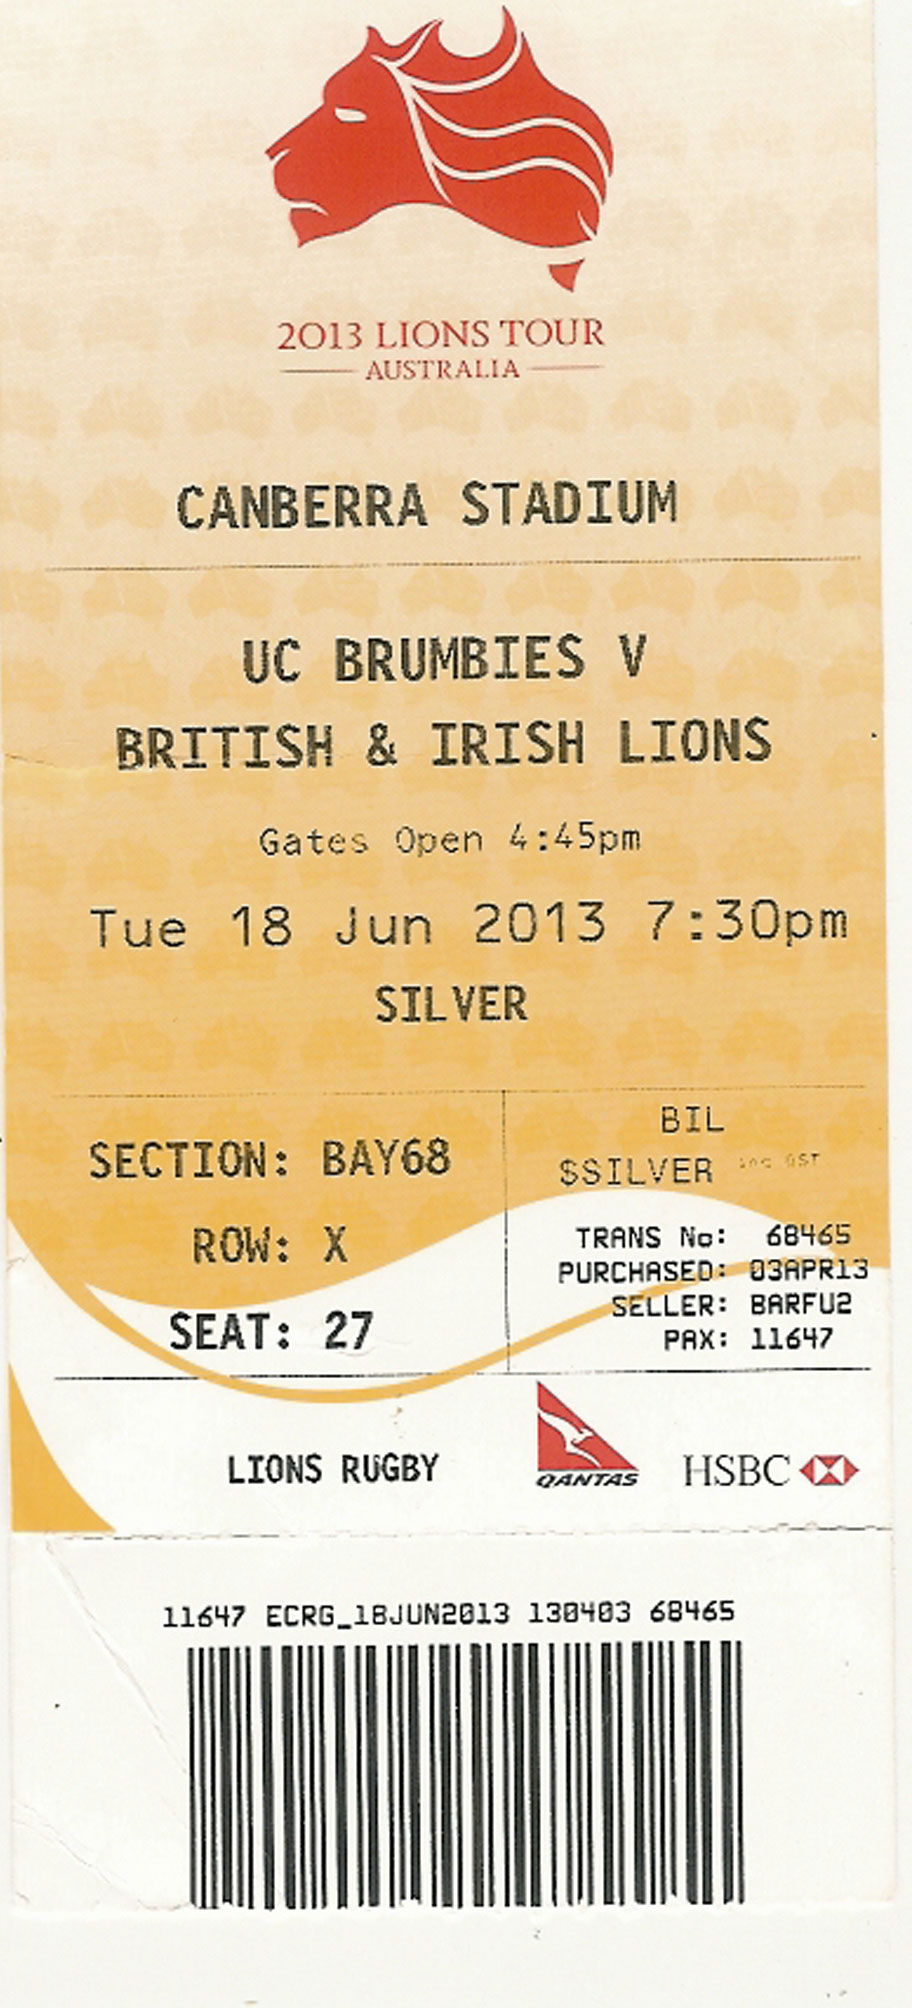 2013 LIONS TOUR
AUSTRALIA
CANBERRA STADIUM
UC BRUMBIES V
BRITISH & IRISH LIONS
Gates Open 4:45pm
Tue 18 Jun 2013 7:30pm
SILVER
SECTION: BAY68
ROW: X
SEAT: 27
BIL
$SILVER inc GST
TRANS No: 68465
PURCHASED: 03APR13
SELLER: BARFU2
PAX: 11647
LIONS RUGBY
QANTAS
HSBC
11647 ECRG_18JUN2013 130403 68465